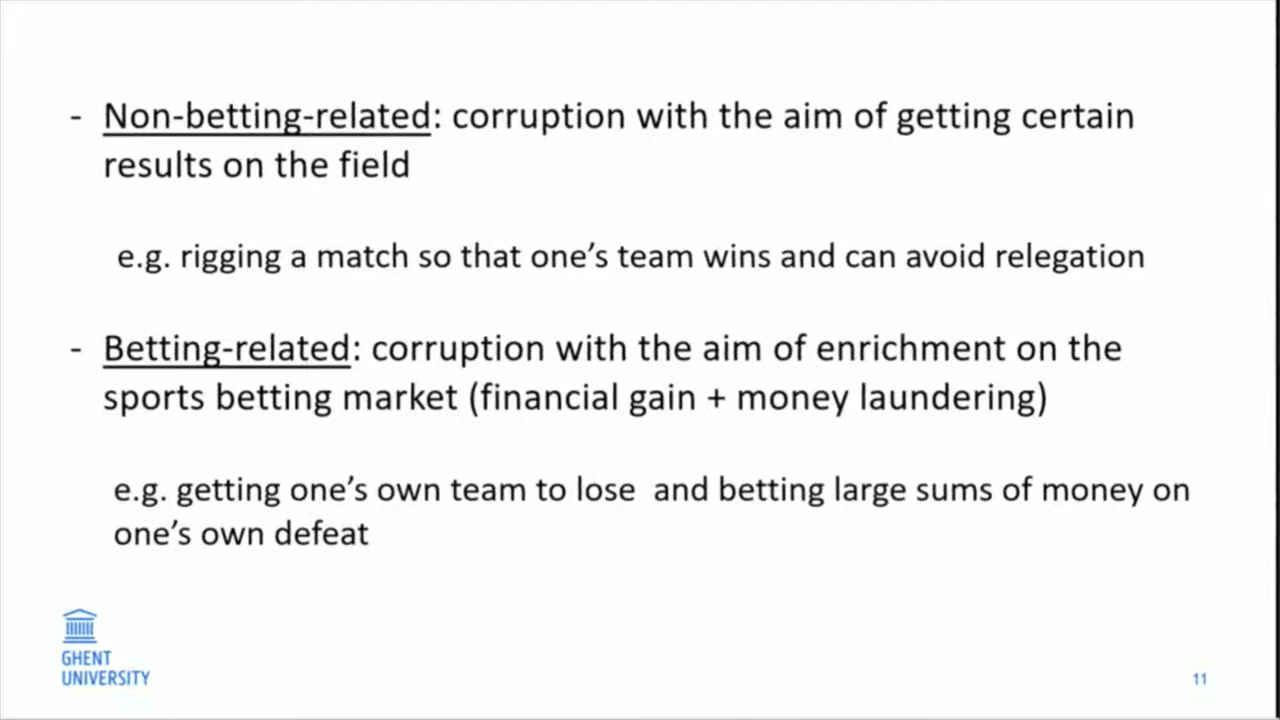 - Non-betting-related: corruption with the aim of getting certain
results on the field
e.g. rigging a match so that one’s team wins and can avoid relegation
- Betting-related: corruption with the aim of enrichment on the
sports betting market (financial gain + money laundering)
e.g. getting one’s own team to lose  and betting large sums of money on
one’s own defeat
GHENT
UNIVERSITY
11